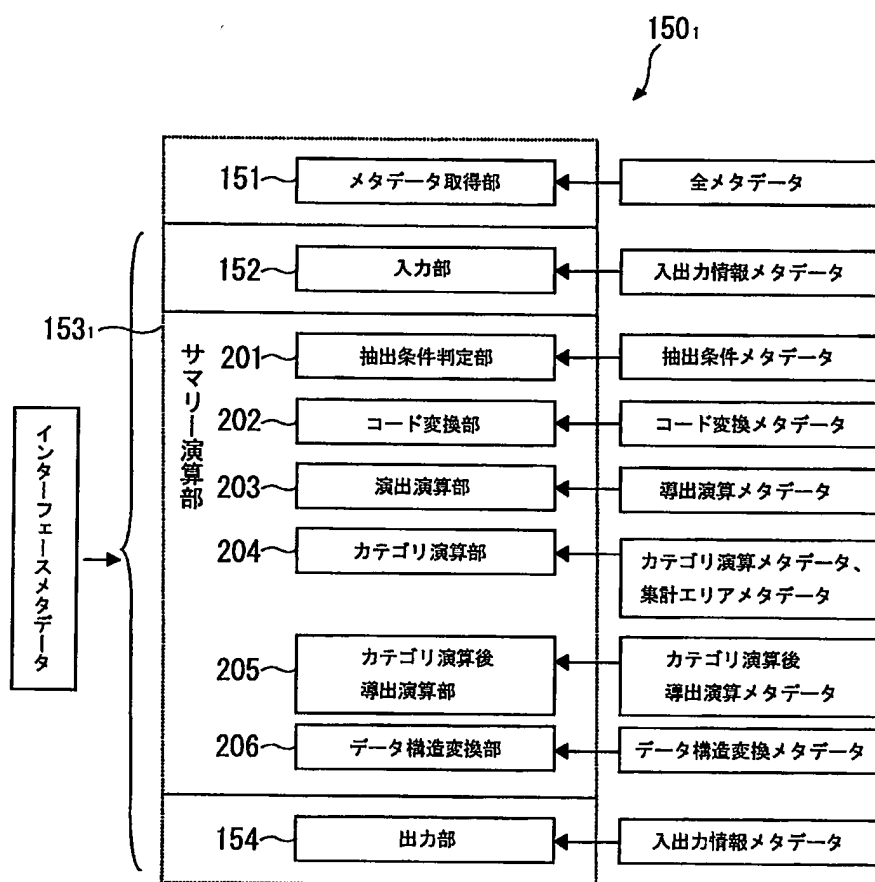 150₁
151 メタデータ取得部 全メタデータ
152 入力部 入出力情報メタデータ
153₁
サマリー演算部
201 抽出条件判定部 抽出条件メタデータ
202 コード変換部 コード変換メタデータ
203 演出演算部 導出演算メタデータ
204 カテゴリ演算部 カテゴリ演算メタデータ、
集計エリアメタデータ
205 カテゴリ演算後 カテゴリ演算後
導出演算部 導出演算メタデータ
206 データ構造変換部 データ構造変換メタデータ
154 出力部 入出力情報メタデータ
インターフェースメタデータ